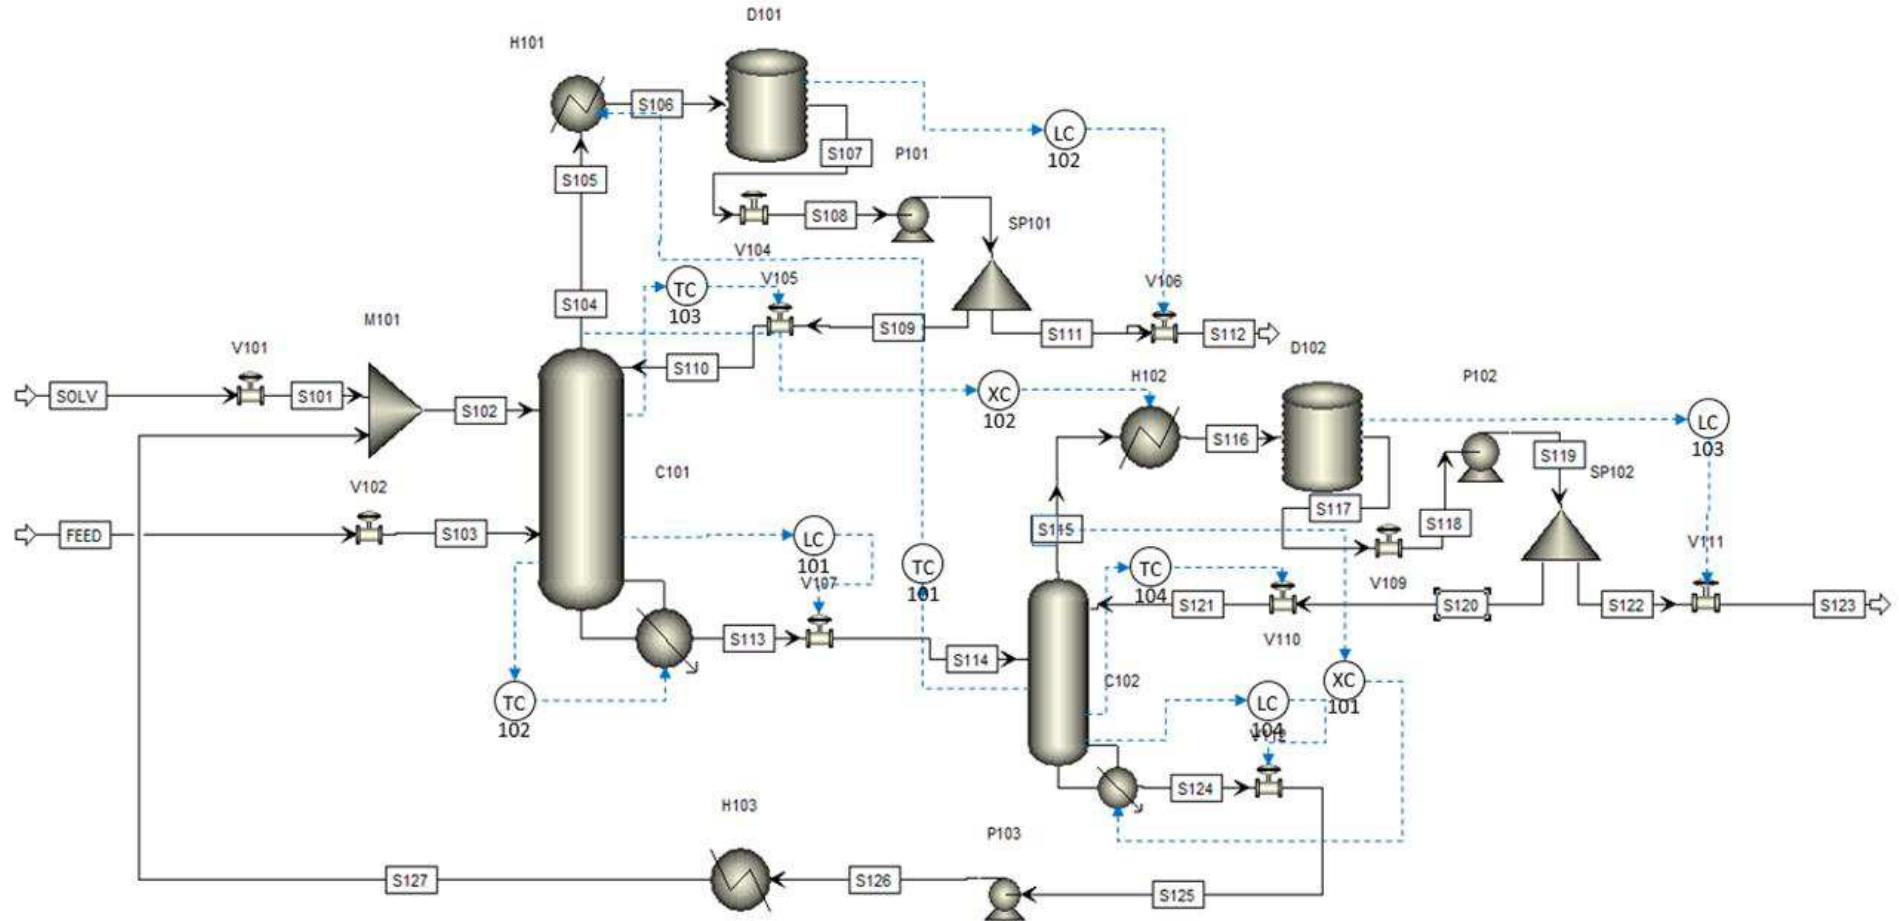 D101
H101
S106
LC
102
S107
P101
S105
S108
SP101
V104
TC
103
V105
V106
S104
M101
S109
S111
S112
D102
V101
S110
H102
P102
SOLV
S101
S102
XC
102
S116
LC
103
C101
S119
SP102
V102
S117
FEED
S103
LC
101
S115
S118
V107
TC
101
TC
104
V109
V111
S121
S120
S122
S123
V110
S113
S114
C102
XC
101
TC
102
LC
104
S124
H103
P103
S127
S126
S125